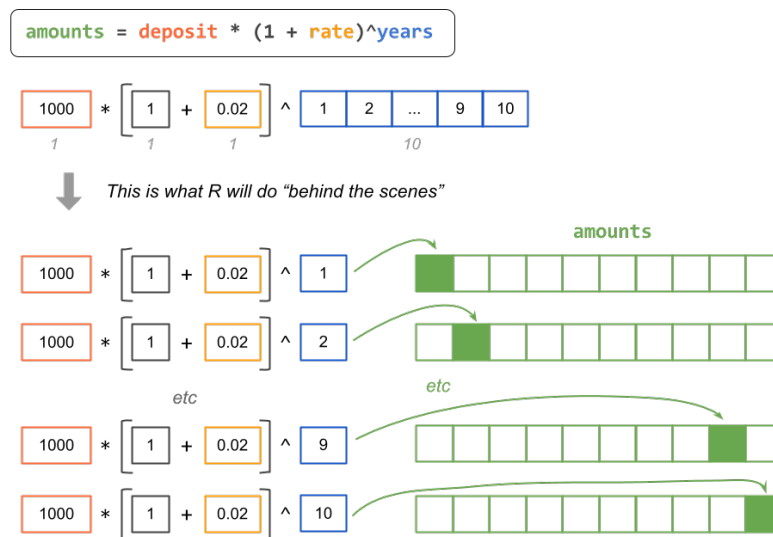 amounts = deposit * (1 + rate)^years
1000 * [ 1 + 0.02 ] ^ 1 2 ... 9 10
1 1 1 10
This is what R will do “behind the scenes”
amounts
1000 * [ 1 + 0.02 ] ^ 1
1000 * [ 1 + 0.02 ] ^ 2
etc etc
1000 * [ 1 + 0.02 ] ^ 9
1000 * [ 1 + 0.02 ] ^ 10